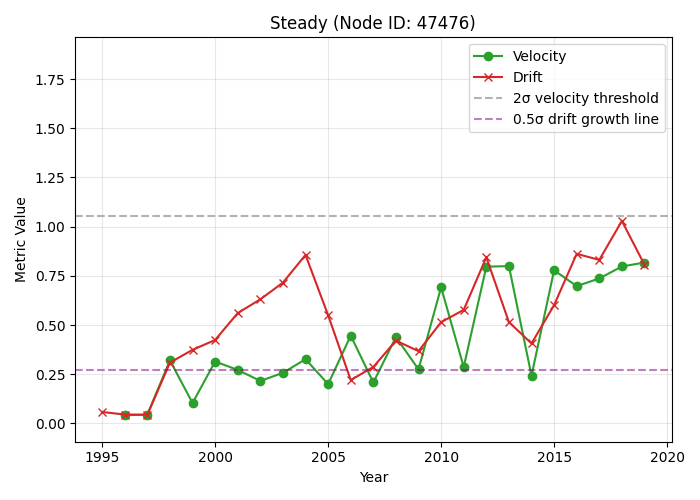 Steady (Node ID: 47476)
Velocity
Drift
2σ velocity threshold
0.5σ drift growth line
1.75
1.50
1.25
1.00
0.75
0.50
0.25
0.00
Metric Value
1995
2000
2005
2010
2015
2020
Year